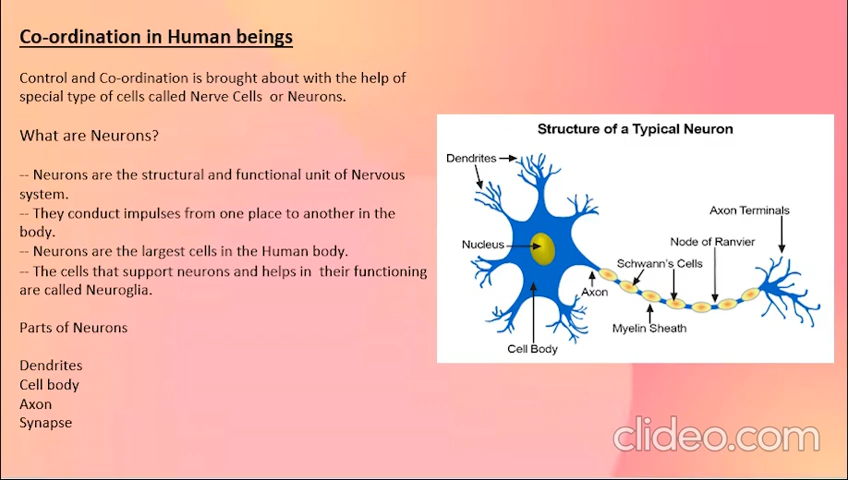 Co-ordination in Human beings
Control and Co-ordination is brought about with the help of
special type of cells called Nerve Cells or Neurons.
What are Neurons?
-- Neurons are the structural and functional unit of Nervous
system.
-- They conduct impulses from one place to another in the
body.
-- Neurons are the largest cells in the Human body.
-- The cells that support neurons and helps in their functioning
are called Neuroglia.
Parts of Neurons
Dendrites
Cell body
Axon
Synapse
Structure of a Typical Neuron
Dendrites
Axon Terminals
Nucleus
Node of Ranvier
Schwann's Cells
Axon
Myelin Sheath
Cell Body
clideo.com